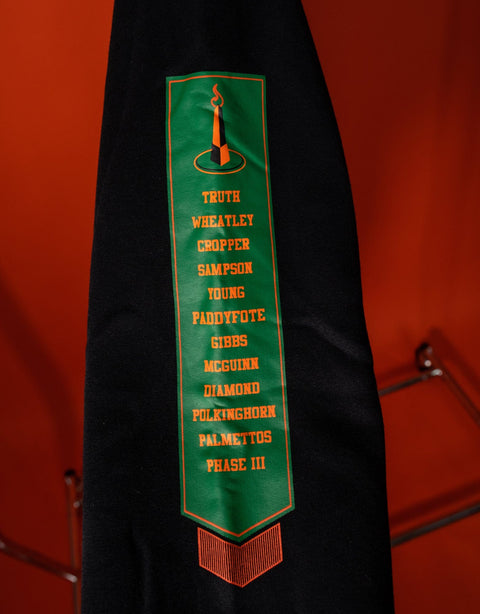 TRUTH
WHEATLEY
CROPPER
SAMPSON
YOUNG
PADDYFOTE
GIBBS
MCGUINN
DIAMOND
POLKINGHORN
PALMETTOS
PHASE III